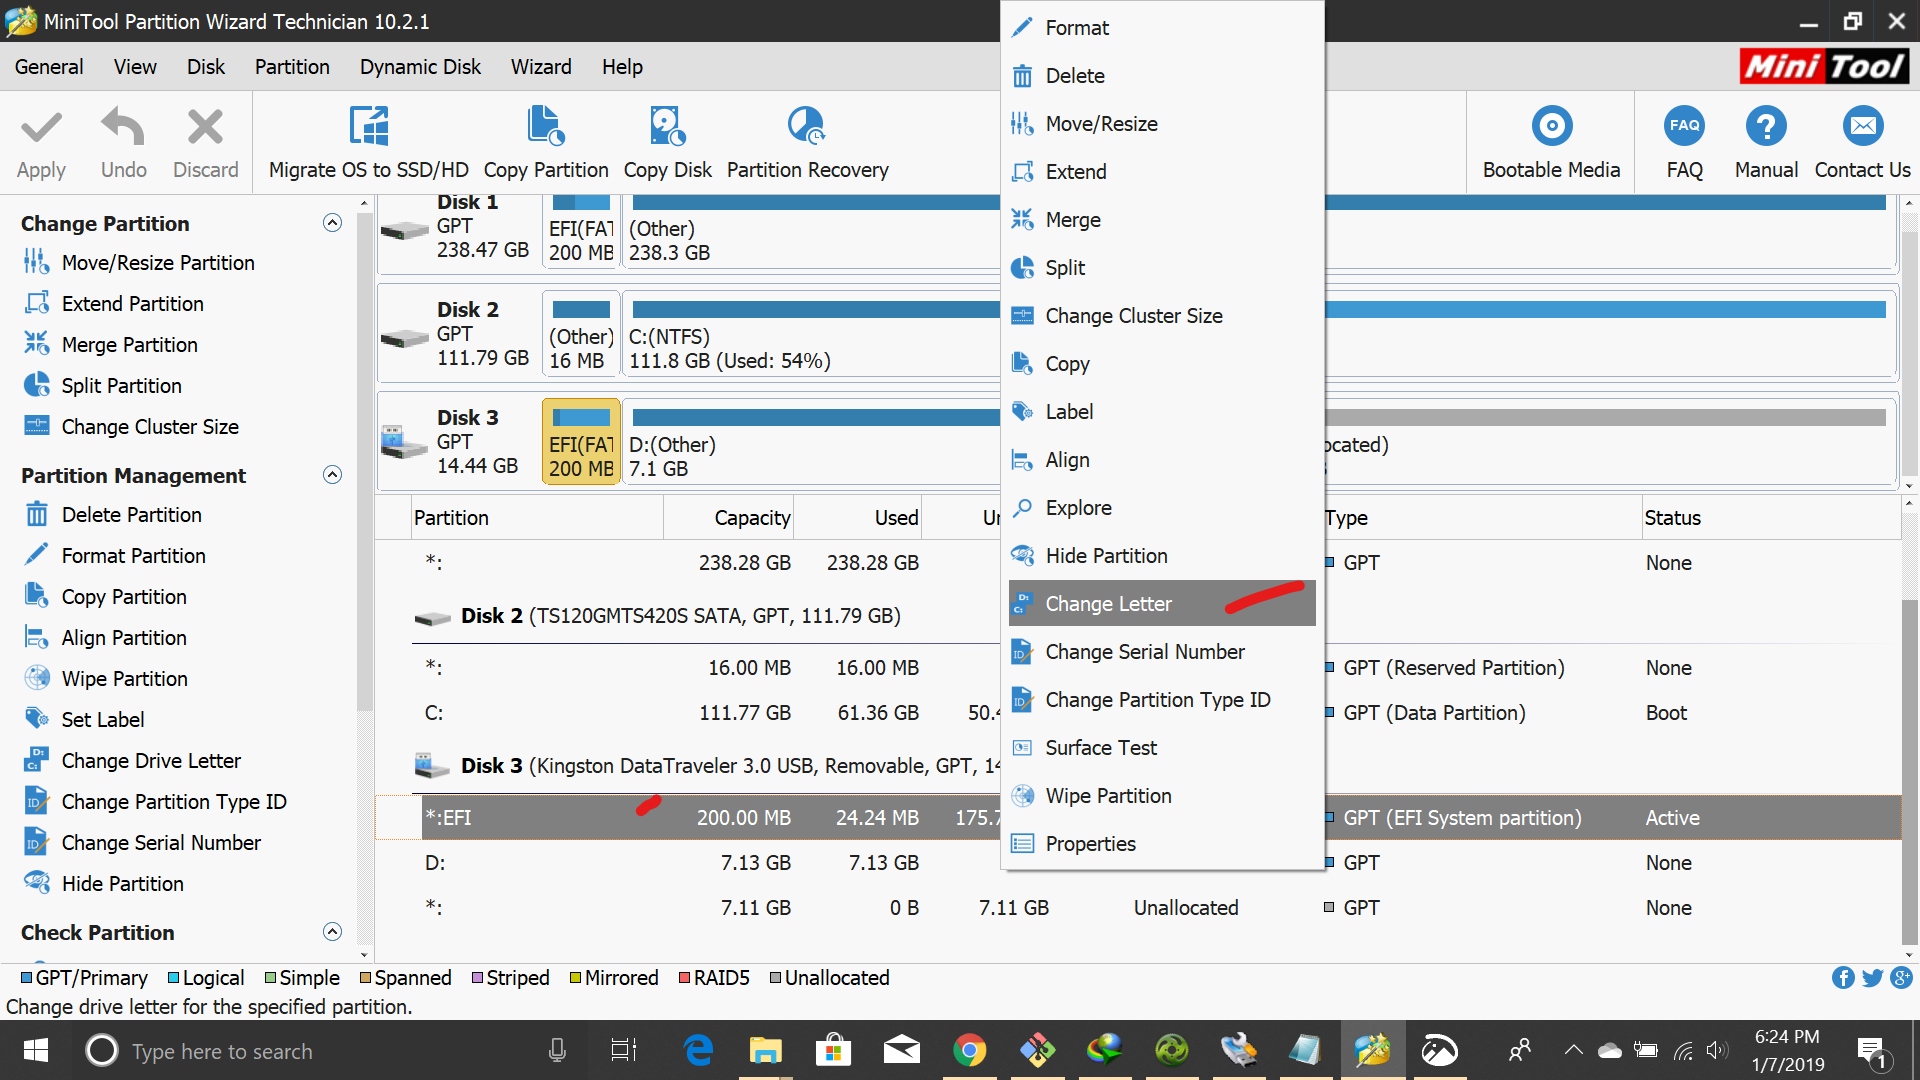 MiniTool Partition Wizard Technician 10.2.1
General View Disk Partition Dynamic Disk Wizard Help
Mini Tool
Apply Undo Discard Migrate OS to SSD/HD Copy Partition Copy Disk Partition Recovery Bootable Media FAQ FAQ Manual Contact Us
Change Partition
Move/Resize Partition
Extend Partition
Merge Partition
Split Partition
Change Cluster Size
Partition Management
Delete Partition
Format Partition
Copy Partition
Align Partition
Wipe Partition
Set Label
Change Drive Letter
Change Partition Type ID
Change Serial Number
Hide Partition
Check Partition
Disk 1
GPT
238.47 GB
EFI(FAT
200 MB
(Other)
238.3 GB
Disk 2
GPT
111.79 GB
(Other)
16 MB
C:(NTFS)
111.8 GB (Used: 54%)
Disk 3
GPT
14.44 GB
EFI(FAT
200 MB
D:(Other)
7.1 GB
ocated)
Partition Capacity Used Type Status
*: 238.28 GB 238.28 GB GPT None
Disk 2 (TS120GMTS420S SATA, GPT, 111.79 GB)
*: 16.00 MB 16.00 MB GPT (Reserved Partition) None
C: 111.77 GB 61.36 GB 50.4 GPT (Data Partition) Boot
Disk 3 (Kingston DataTraveler 3.0 USB, Removable, GPT, 14
*:EFI 200.00 MB 24.24 MB 175.7 GPT (EFI System partition) Active
D: 7.13 GB 7.13 GB GPT None
*: 7.11 GB 0 B 7.11 GB Unallocated GPT None
Format
Delete
Move/Resize
Extend
Merge
Split
Change Cluster Size
Copy
Label
Align
Explore
Hide Partition
Change Letter
Change Serial Number
Change Partition Type ID
Surface Test
Wipe Partition
Properties
GPT/Primary Logical Simple Spanned Striped Mirrored RAID5 Unallocated
Change drive letter for the specified partition.
Type here to search
6:24 PM
1/7/2019
1